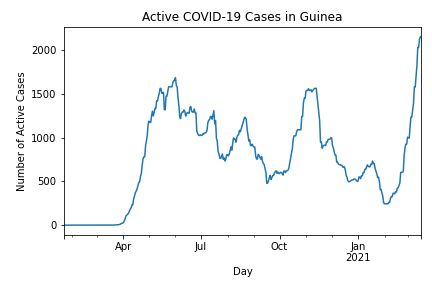 Active COVID-19 Cases in Guinea
Number of Active Cases
2000
1500
1000
500
0
Apr
Jul
Oct
Jan
2021
Day